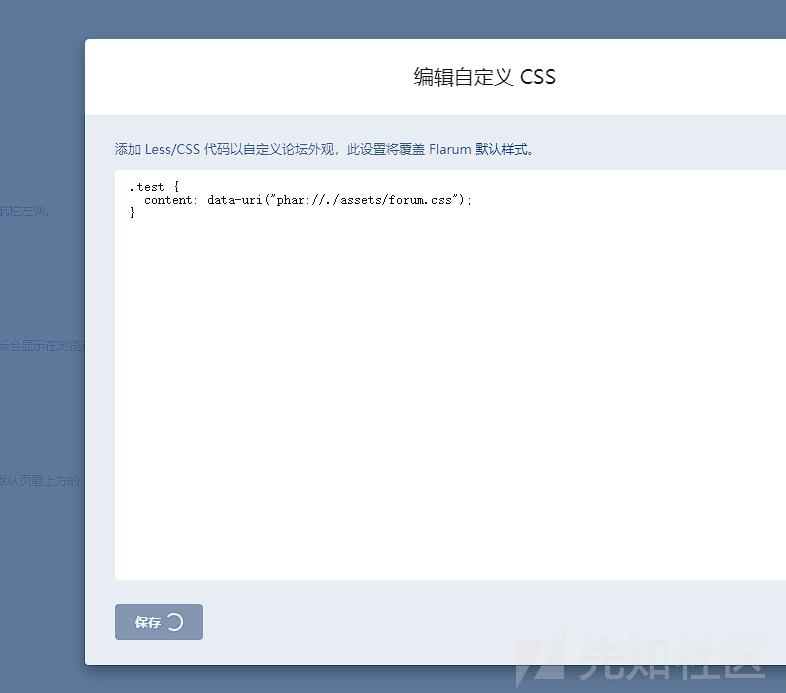 编辑自定义 CSS
添加 Less/CSS 代码以自定义论坛外观，此设置将覆盖 Flarum 默认样式。
.test {
  content: data-uri("phar://./assets/forum.css");
}
航栏左侧。
示会显示在浏览器
默认页眉上方的
保存
先知社区